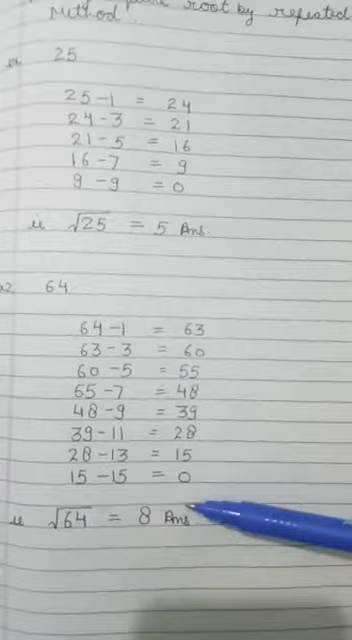 root by repeated
Method.
25
25-1 = 24
24-3 = 21
21-5 = 16
16-7 = 9
9-9 = 0
√25 = 5 Ans.
64
64-1 = 63
63-3 = 60
60-5 = 55
55-7 = 48
48-9 = 39
39-11 = 28
28-13 = 15
15-15 = 0
√64 = 8 Ans